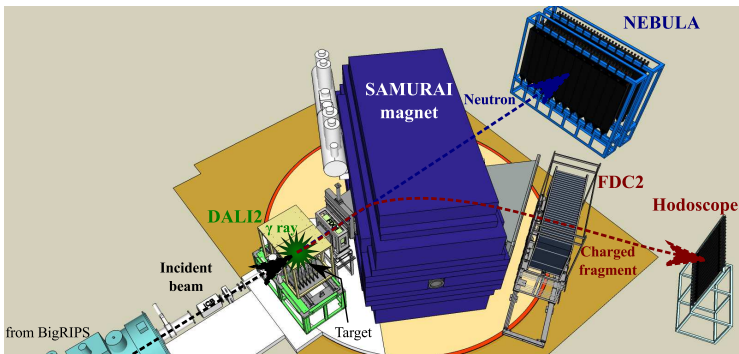 NEBULA
SAMURAI
magnet
Neutron
FDC2
DALI2
γ ray
Hodoscope
Incident
beam
Charged
fragment
from BigRIPS
Target